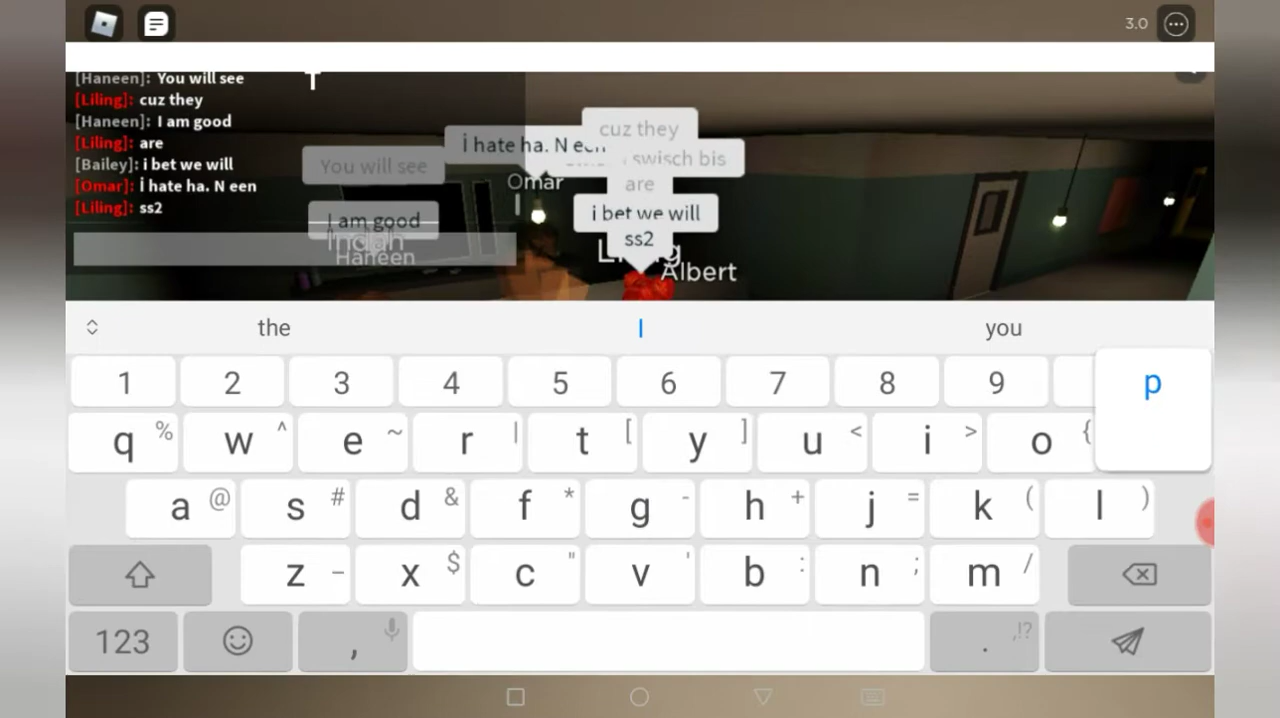 3.0
[Haneen]: You will see
[Liling]: cuz they
[Haneen]: I am good
[Liling]: are
[Bailey]: i bet we will
[Omar]: İ hate ha. N een
[Liling]: ss2
cuz they
İ hate ha. N een
swisch bis
You will see
are
Omar
i bet we will
I am good
ss2
Indiah
Haneen
Albert
the
I
you
1 2 3 4 5 6 7 8 9
p
q % w ^ e ~ r | t [ y ] u < i > o {
a @ s # d & f * g - h + j = k ( l )
z _ x $ c " v ' b : n ; m /
123 , . ,!?